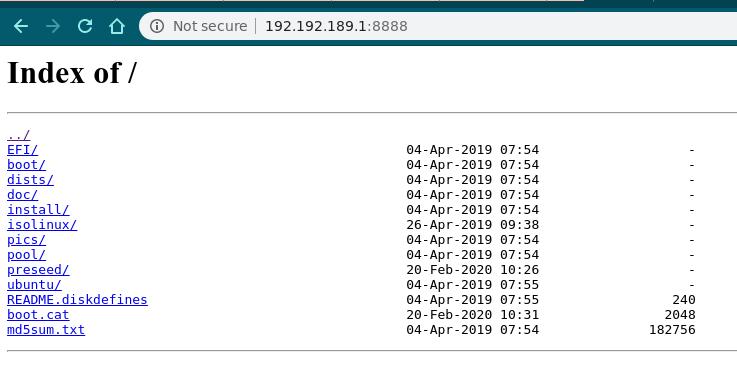 Not secure | 192.192.189.1:8888
Index of /
../
EFI/ 04-Apr-2019 07:54 -
boot/ 04-Apr-2019 07:54 -
dists/ 04-Apr-2019 07:54 -
doc/ 04-Apr-2019 07:54 -
install/ 04-Apr-2019 07:54 -
isolinux/ 26-Apr-2019 09:38 -
pics/ 04-Apr-2019 07:54 -
pool/ 04-Apr-2019 07:54 -
preseed/ 20-Feb-2020 10:26 -
ubuntu/ 04-Apr-2019 07:55 -
README.diskdefines 04-Apr-2019 07:55 240
boot.cat 20-Feb-2020 10:31 2048
md5sum.txt 04-Apr-2019 07:54 182756